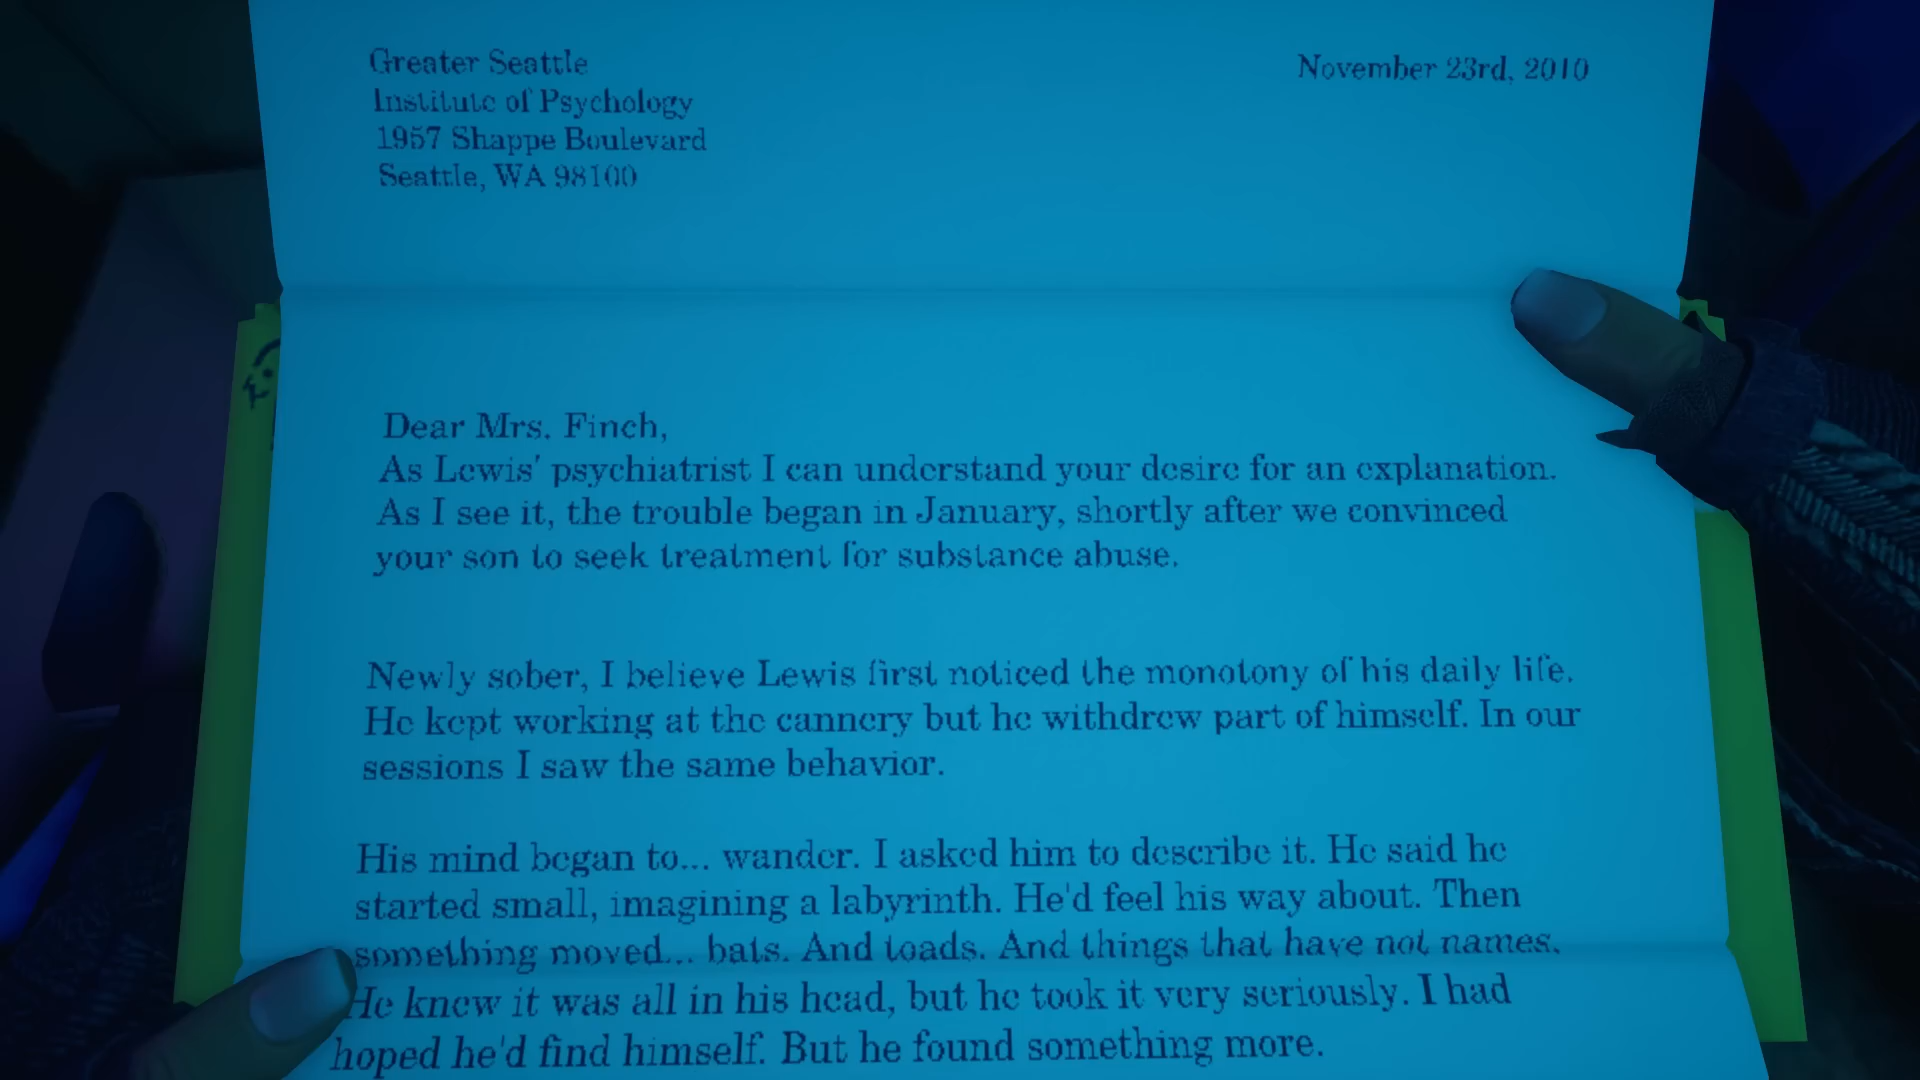 Greater Seattle
November 23rd, 2010
Institute of Psychology
1957 Shappe Boulevard
Seattle, WA 98100
Dear Mrs. Finch,
As Lewis' psychiatrist I can understand your desire for an explanation.
As I see it, the trouble began in January, shortly after we convinced
your son to seek treatment for substance abuse.
Newly sober, I believe Lewis first noticed the monotony of his daily life.
He kept working at the cannery but he withdrew part of himself. In our
sessions I saw the same behavior.
His mind began to... wander. I asked him to describe it. He said he
started small, imagining a labyrinth. He'd feel his way about. Then
something moved... bats. And toads. And things that have not names.
He knew it was all in his head, but he took it very seriously. I had
hoped he'd find himself. But he found something more.